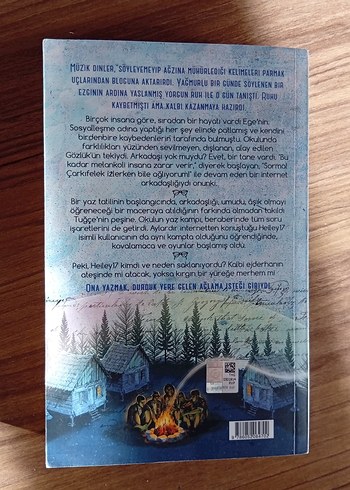 MÜZİK DİNLER, "SÖYLEYEMEYİP AĞZINA MÜHÜRLEDİĞİ KELİMELERİ PARMAK
UÇLARINDAN BLOGUNA AKTARIRDI. YAĞMURLU BİR GÜNDE SÖYLENEN BİR
EZGİNİN ARDINA YASLANMIŞ YORGUN RUH İLE O GÜN TANIŞTI. RUHU
KAYBETMİŞTİ AMA KALBİ KAZANMAYA HAZIRDI.
Birçok insana göre, sıradan bir hayatı vardı Ege'nin.
Sosyalleşme adına yaptığı her şey elinde patlamış ve kendini
birdenbire kaybedenlerin tarafında bulmuştu. Okulunda
farklılıkları yüzünden sevilmeyen, dışlanan, alay edilen
Gözlük'ün tekiydi. Arkadaşı yok muydu? Evet, bir tane vardı. "Bu
kadar melankoli insana zarar verir," diyerek başlayan, "Sormal
Çarkıfelek izlerken bile ağlıyorum!" ile devam eden bir internet
arkadaşlığıydı onunki...
Bir yaz tatilinin başlangıcında, arkadaşlığı, umudu, aşık olmayı
öğreneceği bir maceraya atıldığının farkında olmadan takıldı
Tuğçe'nin peşine. Okulun yaz kampı, beraberinde tüm soru
işaretlerini de getirdi. Aylardır internetten konuştuğu Heiley17
isimli kullanıcının da aynı kampta olduğunu öğrendiğinde,
kovalamaca ve oyunlar başlamış oldu.
Peki, Heiley17 kimdi ve neden saklanıyordu? Kalbi ejderhanın
ateşinde mi atacak, yoksa kırgın bir yüreğe merhem mi
ONA YAZMAK, DURDUK YERE GELEN AĞLAMA İSTEĞİ GİBİYDİ.